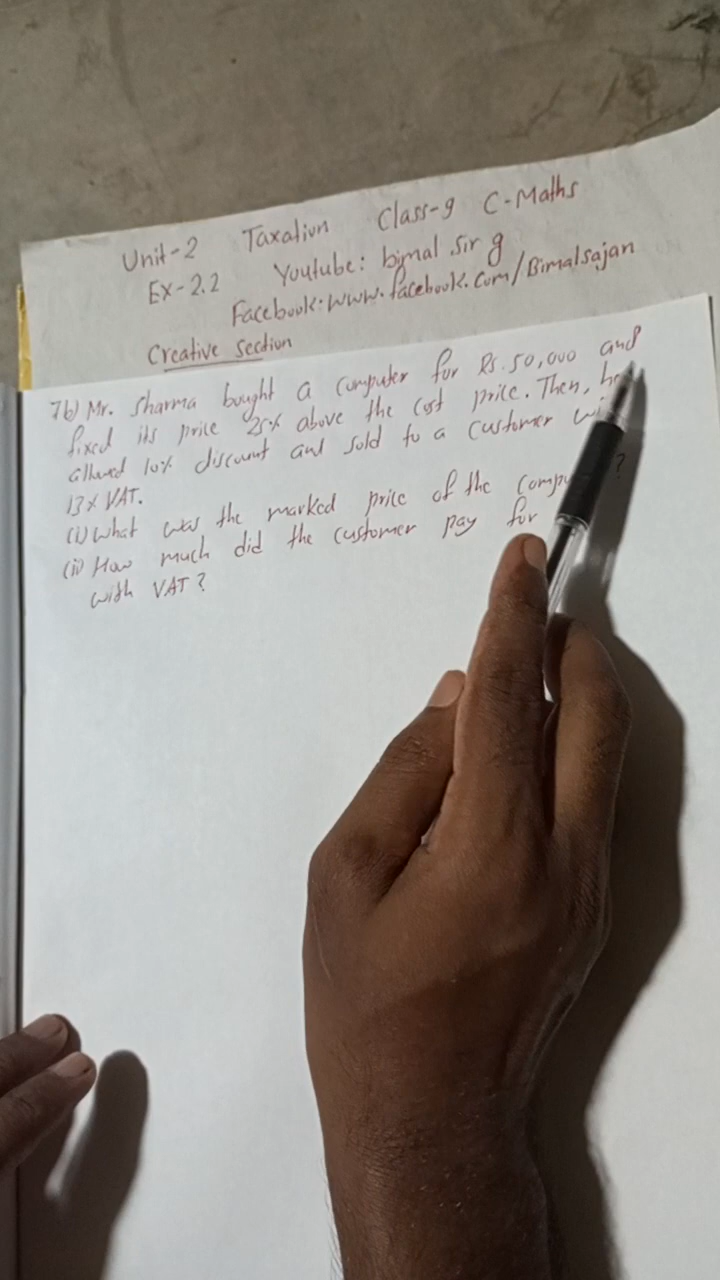 Unit-2 Taxation Class-9 C-Maths
Ex-2.2 Youtube: bimal sir g
Facebook: www.facebook.com/Bimalsajan
Creative section
7b) Mr. Sharma bought a computer for Rs. 50,000 and
fixed its price 25% above the cost price. Then, he
allowed 10% discount and sold to a customer
13% VAT.
(i) What was the marked price of the ?
(ii) How much did the customer pay for
with VAT?